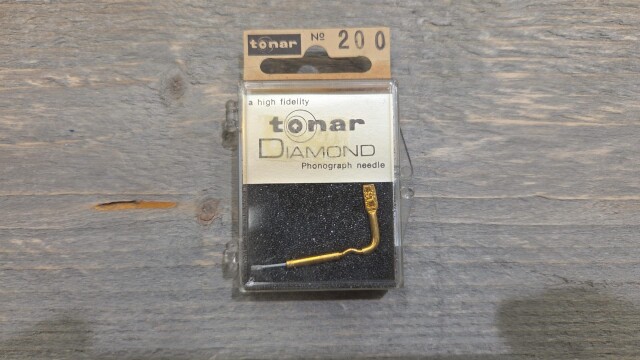 tonar Nº 200
a high fidelity
tonar
DIAMOND
Phonograph needle